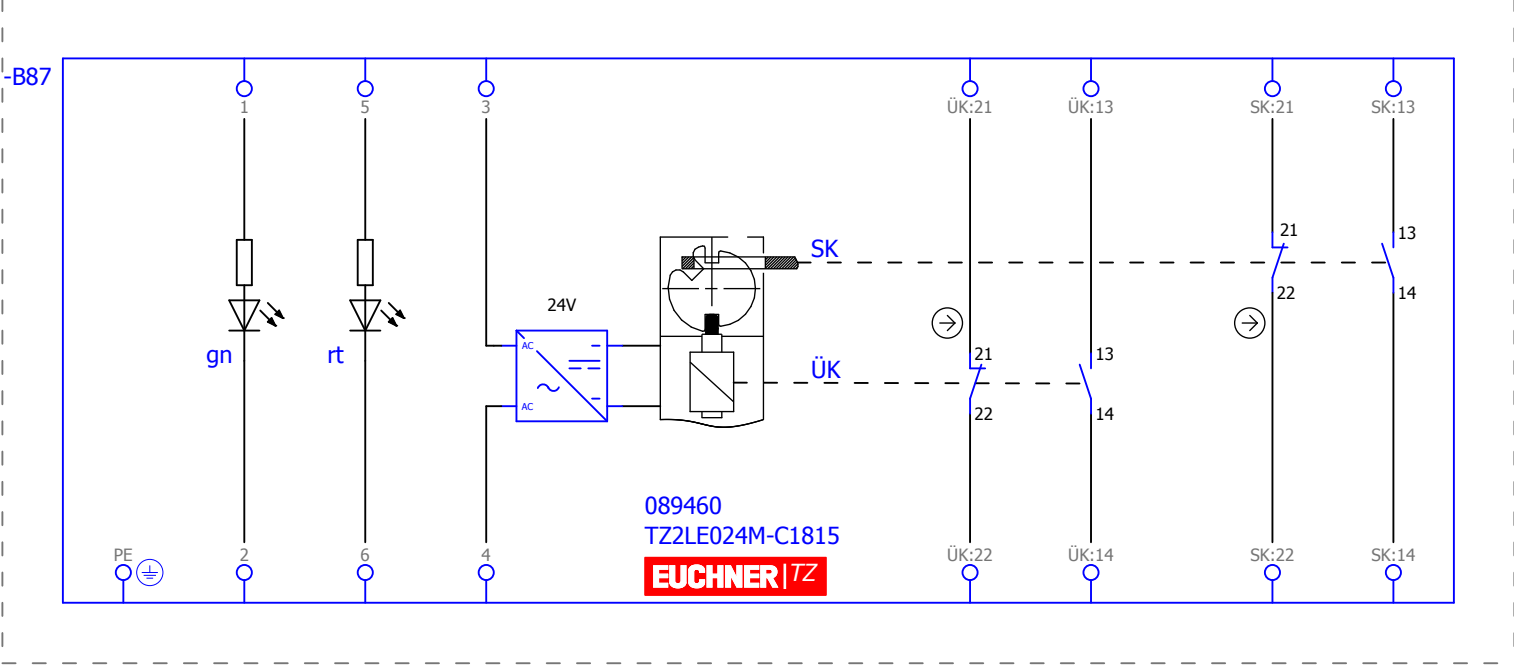 -B87
1
5
3
ÜK:21
ÜK:13
SK:21
SK:13
21
13
SK
22
14
24V
gn
rt
AC
AC
ÜK
21
13
22
14
089460
TZ2LE024M-C1815
EUCHNER|TZ
PE
2
6
4
ÜK:22
ÜK:14
SK:22
SK:14